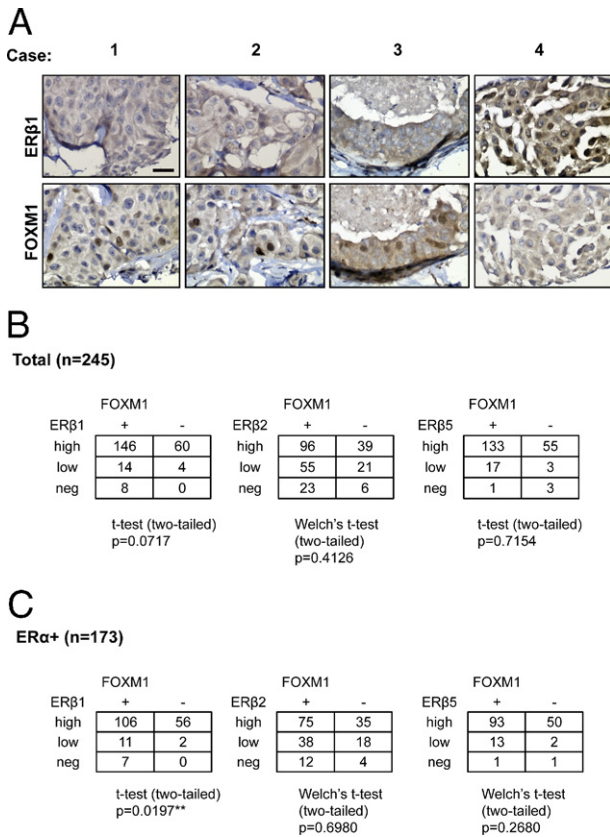 A
Case: 1 2 3 4
ERβ1
FOXM1
B
Total (n=245)
FOXM1 FOXM1 FOXM1
ERβ1 + - ERβ2 + - ERβ5 + -
high 146 60 high 96 39 high 133 55
low 14 4 low 55 21 low 17 3
neg 8 0 neg 23 6 neg 1 3
t-test (two-tailed) Welch's t-test t-test (two-tailed)
p=0.0717 (two-tailed) p=0.7154
p=0.4126
C
ERα+ (n=173)
FOXM1 FOXM1 FOXM1
ERβ1 + - ERβ2 + - ERβ5 + -
high 106 56 high 75 35 high 93 50
low 11 2 low 38 18 low 13 2
neg 7 0 neg 12 4 neg 1 1
t-test (two-tailed) Welch's t-test Welch's t-test
p=0.0197** (two-tailed) (two-tailed)
p=0.6980 p=0.2680